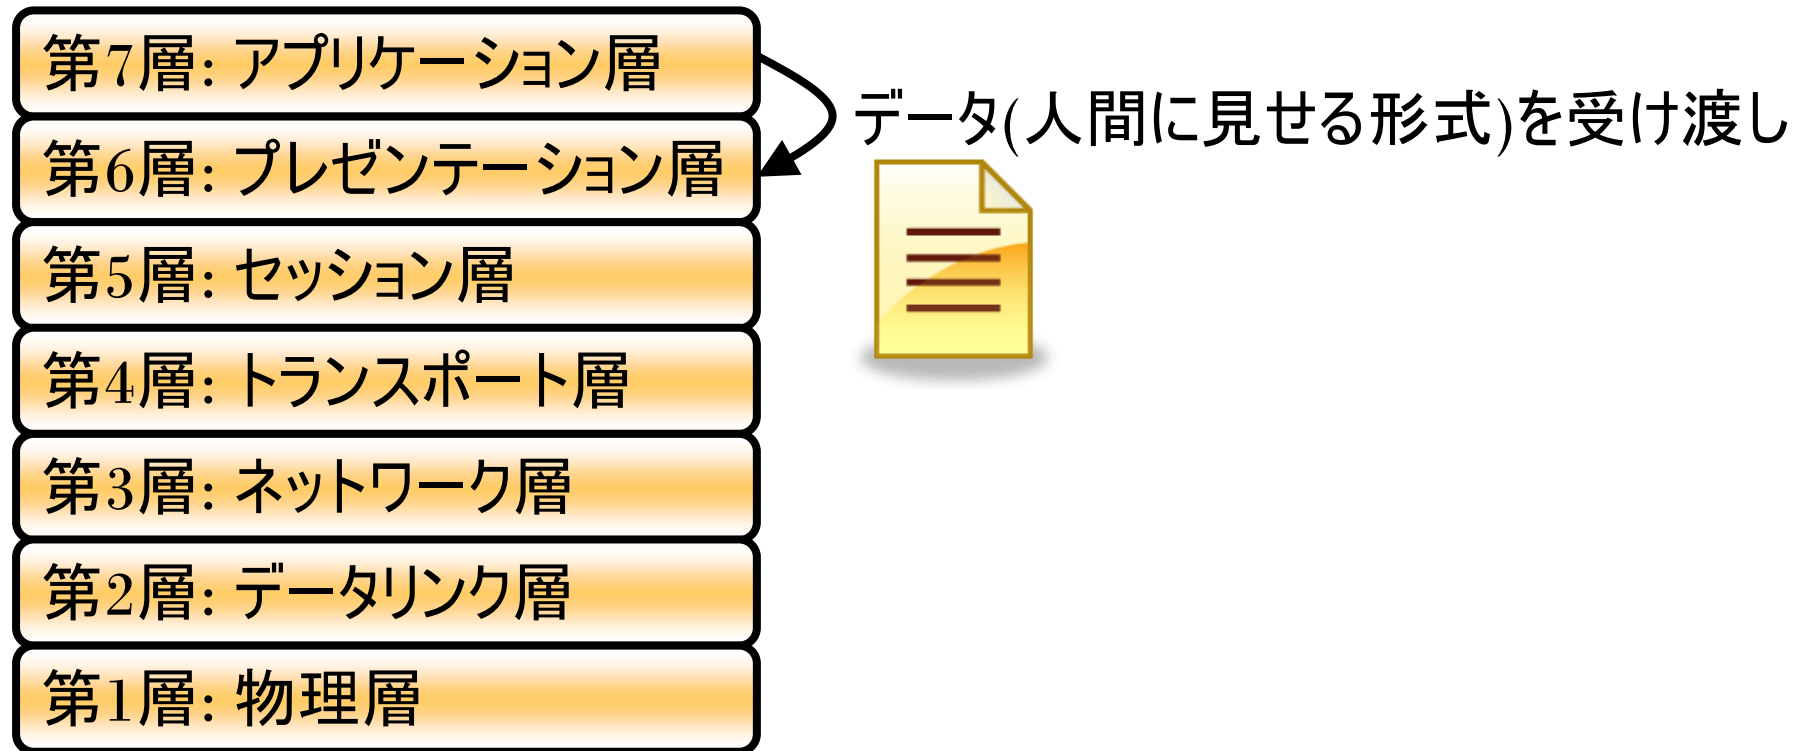 第7層: アプリケーション層
データ(人間に見せる形式)を受け渡し
第6層: プレゼンテーション層
第5層: セッション層
第4層: トランスポート層
第3層: ネットワーク層
第2層: データリンク層
第1層: 物理層